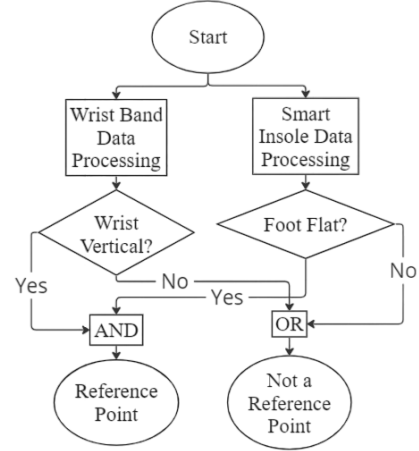 Start
Wrist Band
Data
Processing
Smart
Insole Data
Processing
Wrist
Vertical?
Foot Flat?
Yes
No
Yes
No
AND
OR
Reference
Point
Not a
Reference
Point